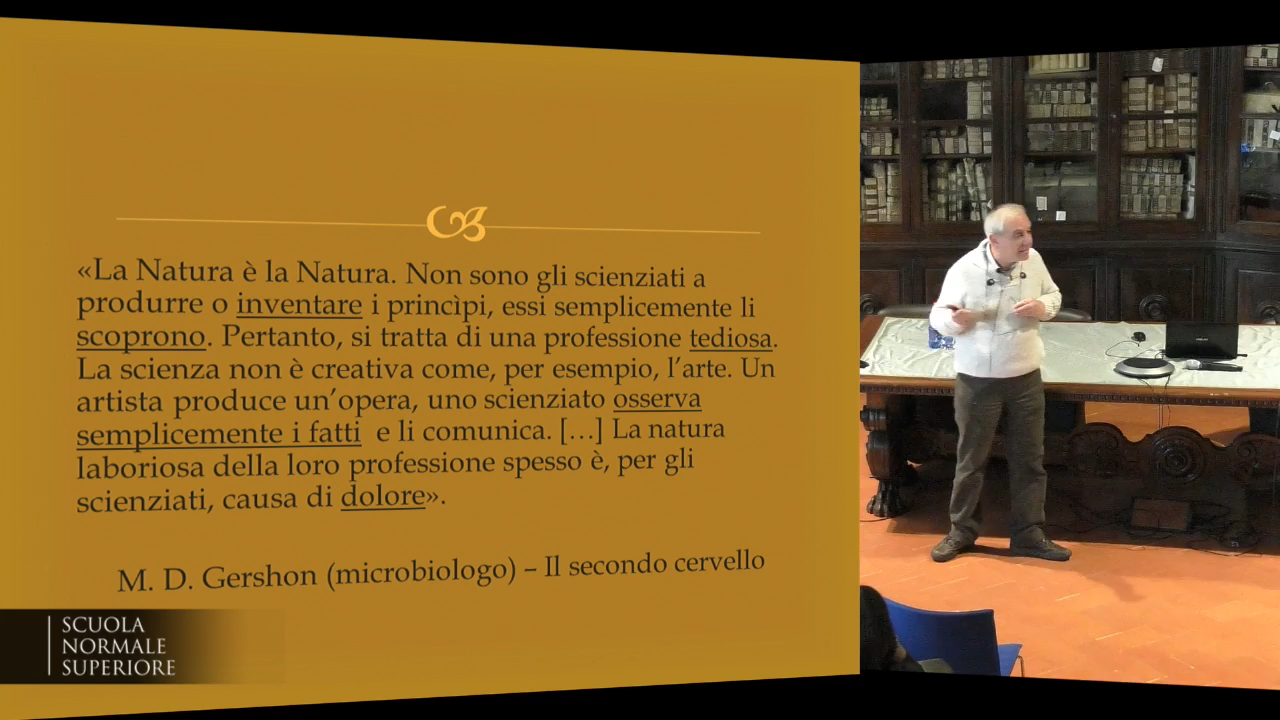 «La Natura è la Natura. Non sono gli scienziati a
produrre o inventare i princìpi, essi semplicemente li
scoprono. Pertanto, si tratta di una professione tediosa.
La scienza non è creativa come, per esempio, l’arte. Un
artista produce un’opera, uno scienziato osserva
semplicemente i fatti e li comunica. […] La natura
laboriosa della loro professione spesso è, per gli
scienziati, causa di dolore».
M. D. Gershon (microbiologo) – Il secondo cervello
SCUOLA
NORMALE
SUPERIORE